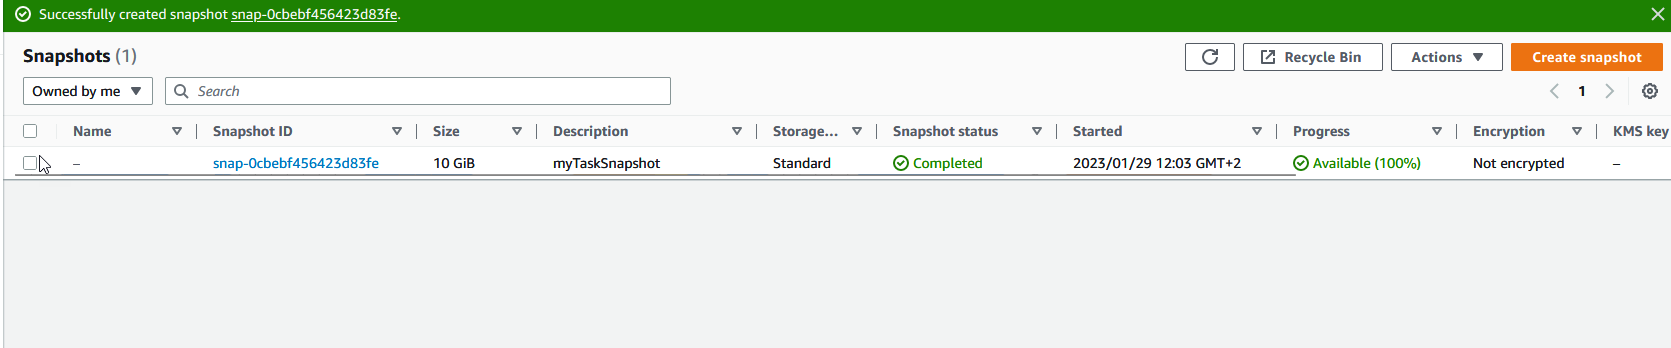 Successfully created snapshot snap-0cbebf456423d83fe.
Snapshots (1)
Recycle Bin
Actions
Create snapshot
Owned by me
Search
1
Name Snapshot ID Size Description Storage... Snapshot status Started Progress Encryption KMS key
– snap-0cbebf456423d83fe 10 GiB myTaskSnapshot Standard Completed 2023/01/29 12:03 GMT+2 Available (100%) Not encrypted –